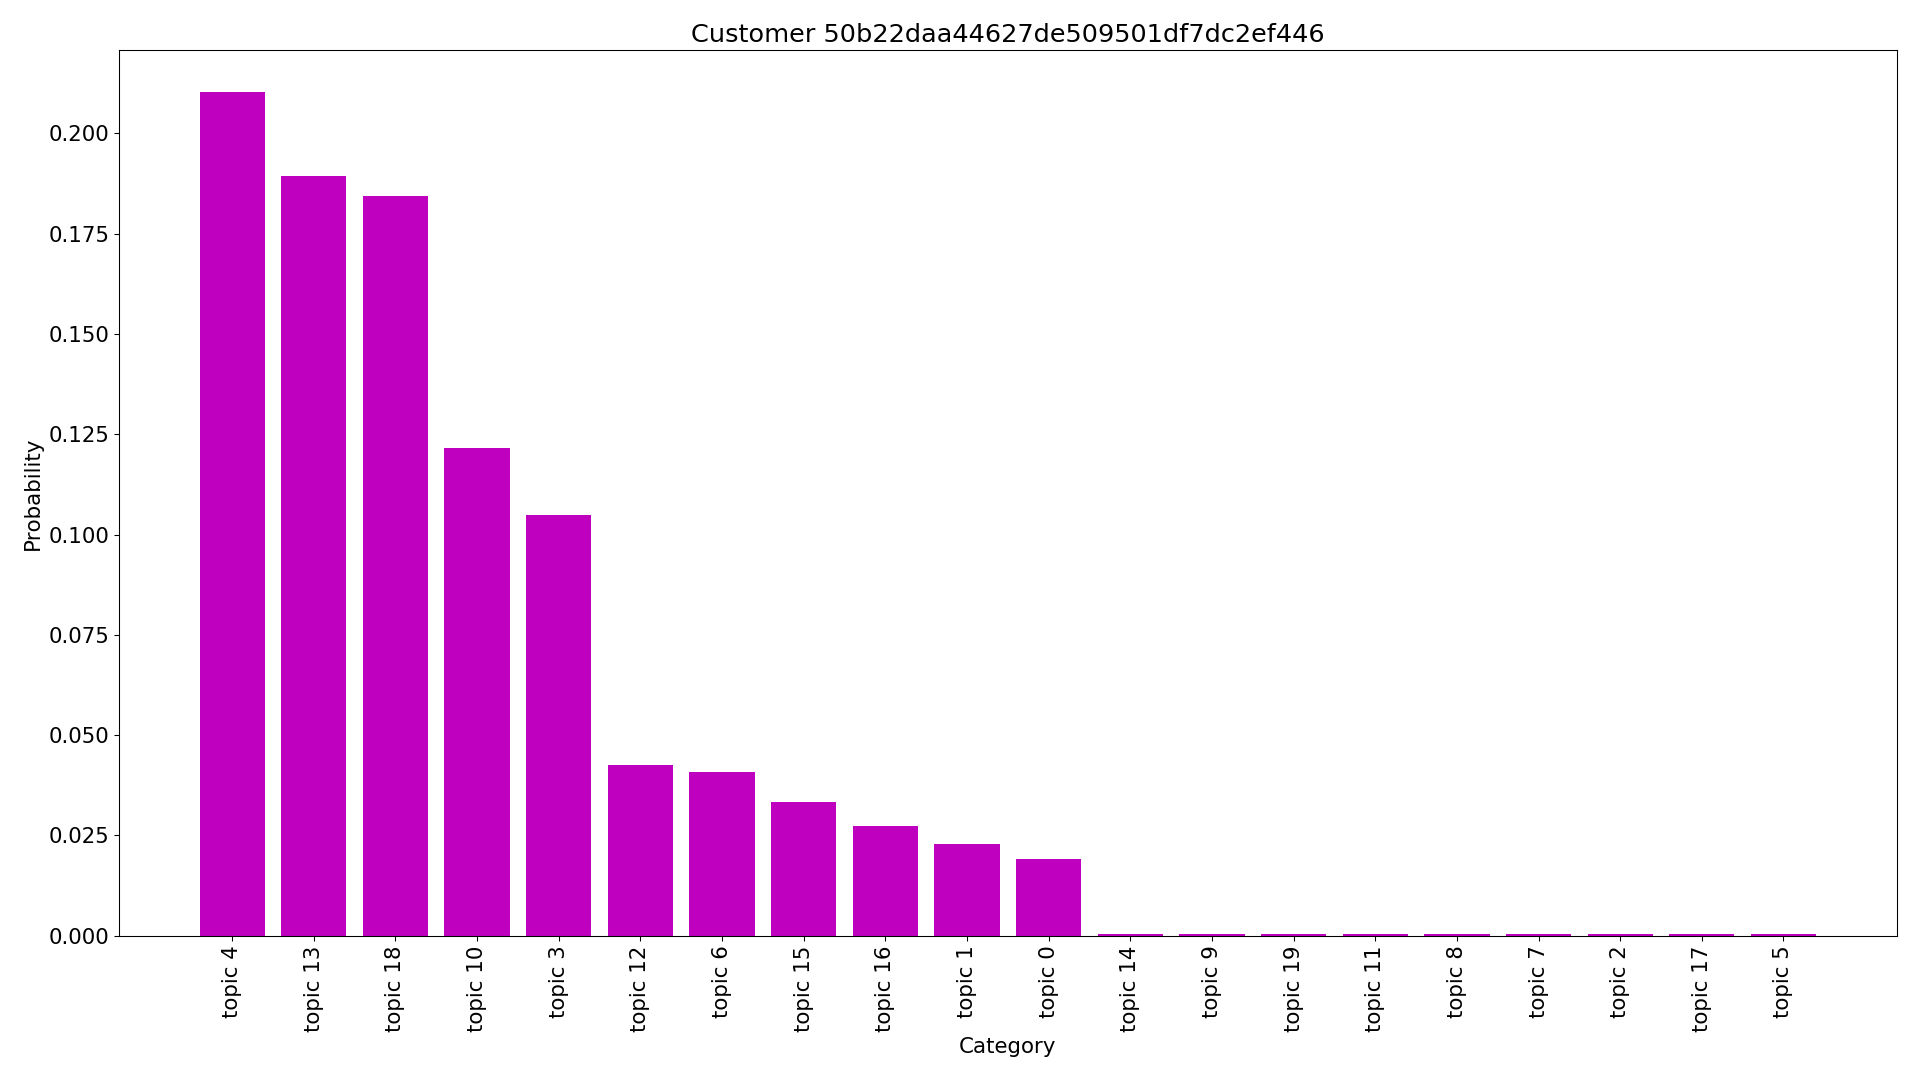 Customer 50b22daa44627de509501df7dc2ef446
0.200
0.175
0.150
0.125
0.100
0.075
0.050
0.025
0.000
Probability
topic 4
topic 13
topic 18
topic 10
topic 3
topic 12
topic 6
topic 15
topic 16
topic 1
topic 0
topic 14
topic 9
topic 19
topic 11
topic 8
topic 7
topic 2
topic 17
topic 5
Category